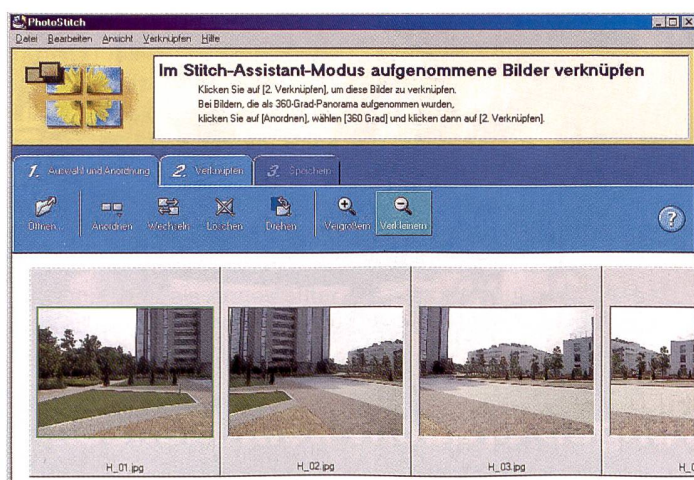 PhotoStitch
Datei Bearbeiten Ansicht Verknüpfen Hilfe
Im Stitch-Assistant-Modus aufgenommene Bilder verknüpfen
Klicken Sie auf [2. Verknüpfen], um diese Bilder zu verknüpfen.
Bei Bildern, die als 360-Grad-Panorama aufgenommen wurden,
klicken Sie auf [Anordnen], wählen [360 Grad] und klicken dann auf [2. Verknüpfen].
1. Auswahl und Anordnung 2. Verknüpfen 3. Speichern
Öffnen... Anordnen Wechseln Löschen Drehen Vergrößern Verkleinern ?
H_01.jpg H_02.jpg H_03.jpg